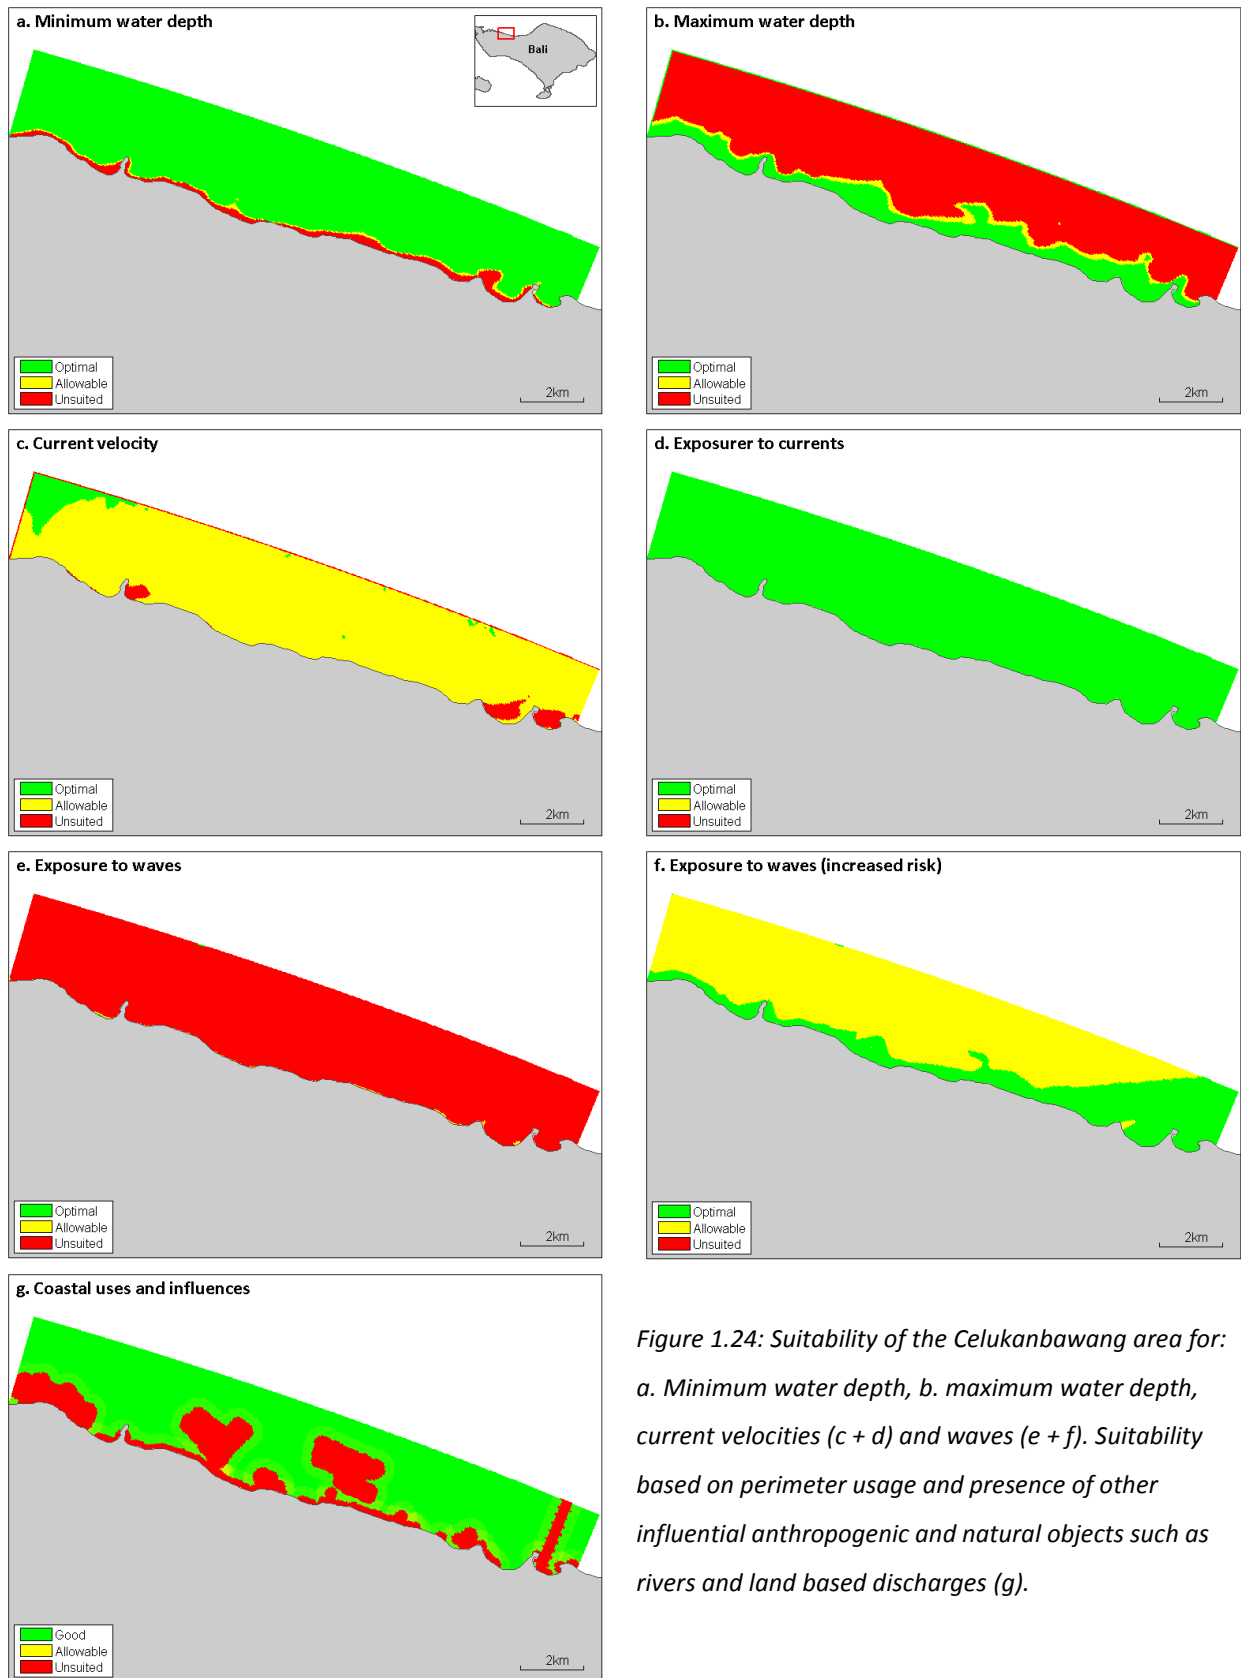 a. Minimum water depth
Bali
Optimal
Allowable
Unsuited
2km
b. Maximum water depth
Optimal
Allowable
Unsuited
2km
c. Current velocity
Optimal
Allowable
Unsuited
2km
d. Exposurer to currents
Optimal
Allowable
Unsuited
2km
e. Exposure to waves
Optimal
Allowable
Unsuited
2km
f. Exposure to waves (increased risk)
Optimal
Allowable
Unsuited
2km
g. Coastal uses and influences
Good
Allowable
Unsuited
2km
Figure 1.24: Suitability of the Celukanbawang area for:
a. Minimum water depth, b. maximum water depth,
current velocities (c + d) and waves (e + f). Suitability
based on perimeter usage and presence of other
influential anthropogenic and natural objects such as
rivers and land based discharges (g).